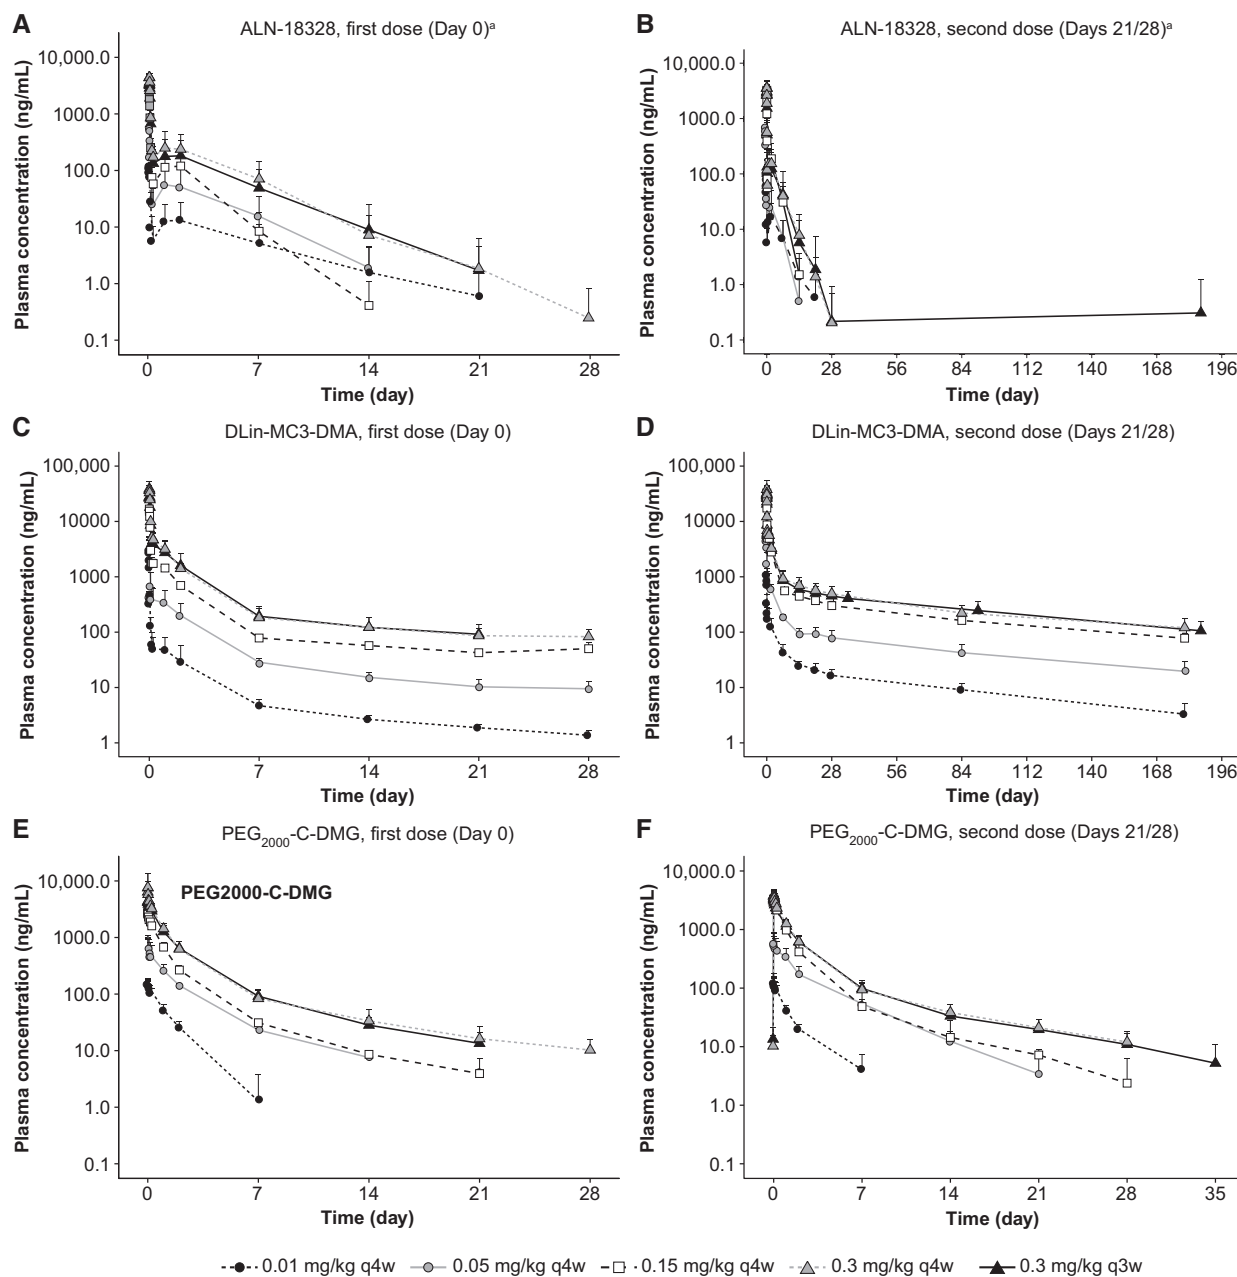 A
ALN-18328, first dose (Day 0)ᵃ
Plasma concentration (ng/mL)
10,000.0
1000.0
100.0
10.0
1.0
0.1
0 7 14 21 28
Time (day)
B
ALN-18328, second dose (Days 21/28)ᵃ
Plasma concentration (ng/mL)
10,000.0
1000.0
100.0
10.0
1.0
0.1
0 28 56 84 112 140 168 196
Time (day)
C
DLin-MC3-DMA, first dose (Day 0)
Plasma concentration (ng/mL)
100,000
10000
1000
100
10
1
0 7 14 21 28
Time (day)
D
DLin-MC3-DMA, second dose (Days 21/28)
Plasma concentration (ng/mL)
100,000
10000
1000
100
10
1
0 28 56 84 112 140 168 196
Time (day)
E
PEG₂₀₀₀-C-DMG, first dose (Day 0)
PEG2000-C-DMG
Plasma concentration (ng/mL)
10,000.0
1000.0
100.0
10.0
1.0
0.1
0 7 14 21 28
Time (day)
F
PEG₂₀₀₀-C-DMG, second dose (Days 21/28)
Plasma concentration (ng/mL)
10,000.0
1000.0
100.0
10.0
1.0
0.1
0 7 14 21 28 35
Time (day)
0.01 mg/kg q4w 0.05 mg/kg q4w 0.15 mg/kg q4w 0.3 mg/kg q4w 0.3 mg/kg q3w